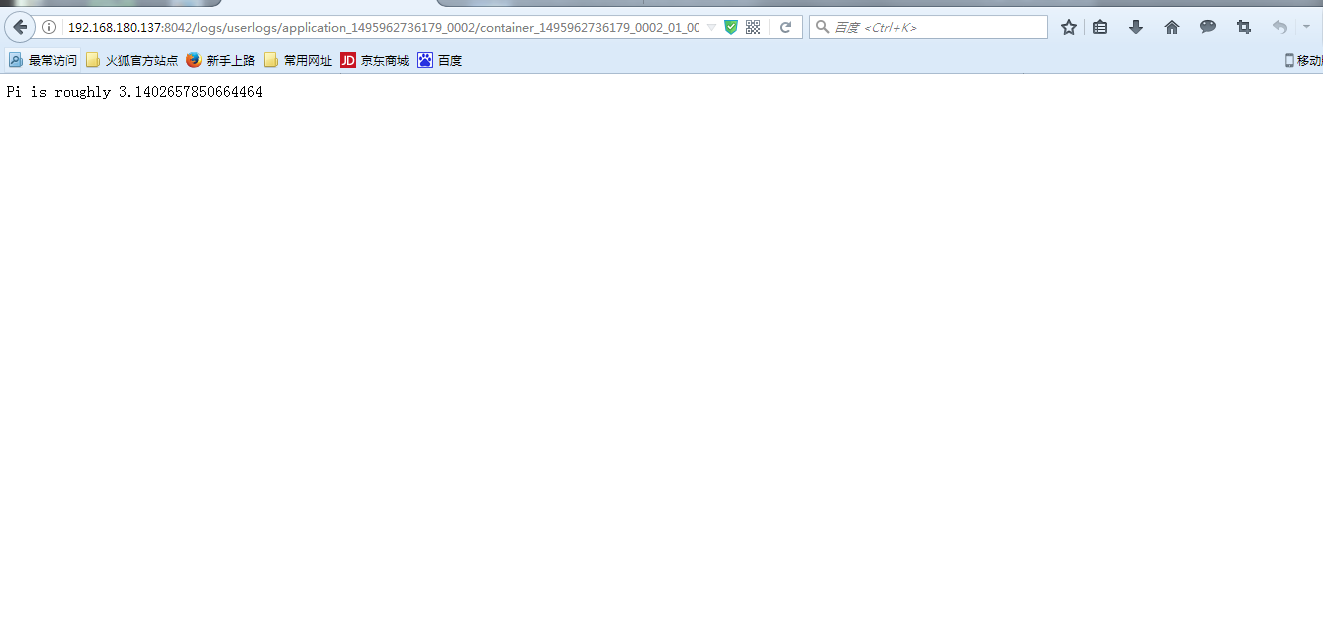 192.168.180.137:8042/logs/userlogs/application_1495962736179_0002/container_1495962736179_0002_01_00
百度 <Ctrl+K>
最常访问 火狐官方站点 新手上路 常用网址 JD 京东商城 百度 移动
Pi is roughly 3.1402657850664464